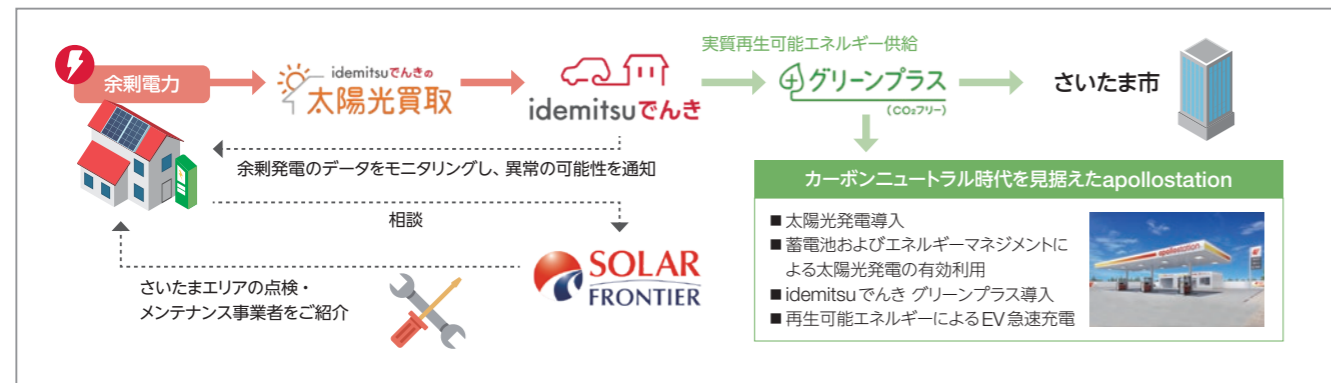 実質再生可能エネルギー供給
余剰電力
idemitsuでんきの
太陽光買取
idemitsuでんき
グリーンプラス
(CO₂フリー)
さいたま市
余剰発電のデータをモニタリングし、異常の可能性を通知
相談
SOLAR
FRONTIER
さいたまエリアの点検・
メンテナンス事業者をご紹介
カーボンニュートラル時代を見据えたapollostation
■ 太陽光発電導入
■ 蓄電池およびエネルギーマネジメントに
よる太陽光発電の有効利用
■ idemitsuでんき グリーンプラス導入
■ 再生可能エネルギーによるEV急速充電
apollostation